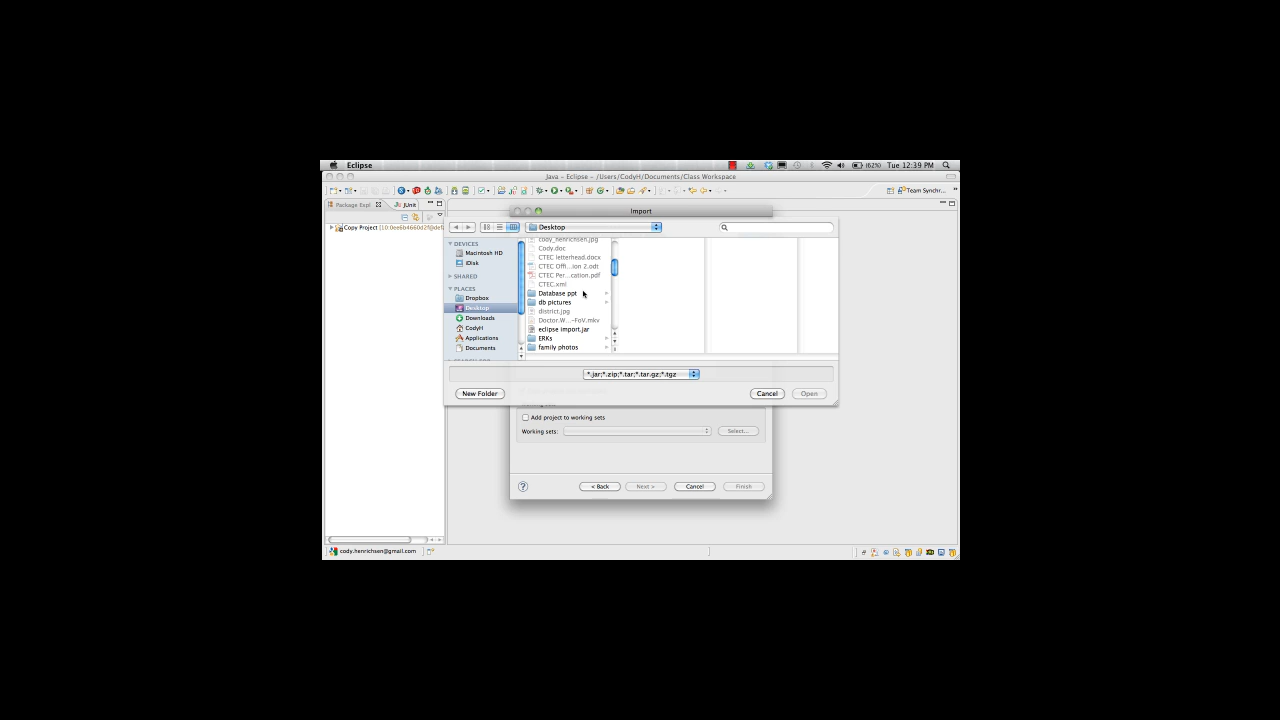 Eclipse (62%) Tue 12:39 PM
Java - Eclipse - /Users/CodyH/Documents/Class Workspace
Team Synchr...
Package Expl JUnit
Import
Copy Project
Desktop
DEVICES
Macintosh HD
iDisk
SHARED
PLACES
Dropbox
Desktop
Downloads
CodyH
Applications
Documents
cody_henrichsen.jpg
Cody.doc
CTEC letterhead.docx
CTEC Offi...ion 2.odt
CTEC Per...cation.pdf
CTEC.xml
Database ppt
db pictures
district.jpg
Doctor.W...-FoV.mkv
eclipse import.jar
ERKs
family photos
*.jar;*.zip;*.tar;*.tar.gz;*.tgz
New Folder Cancel Open
Add project to working sets
Working sets: Select...
? < Back Next > Cancel Finish
cody.henrichsen@gmail.com